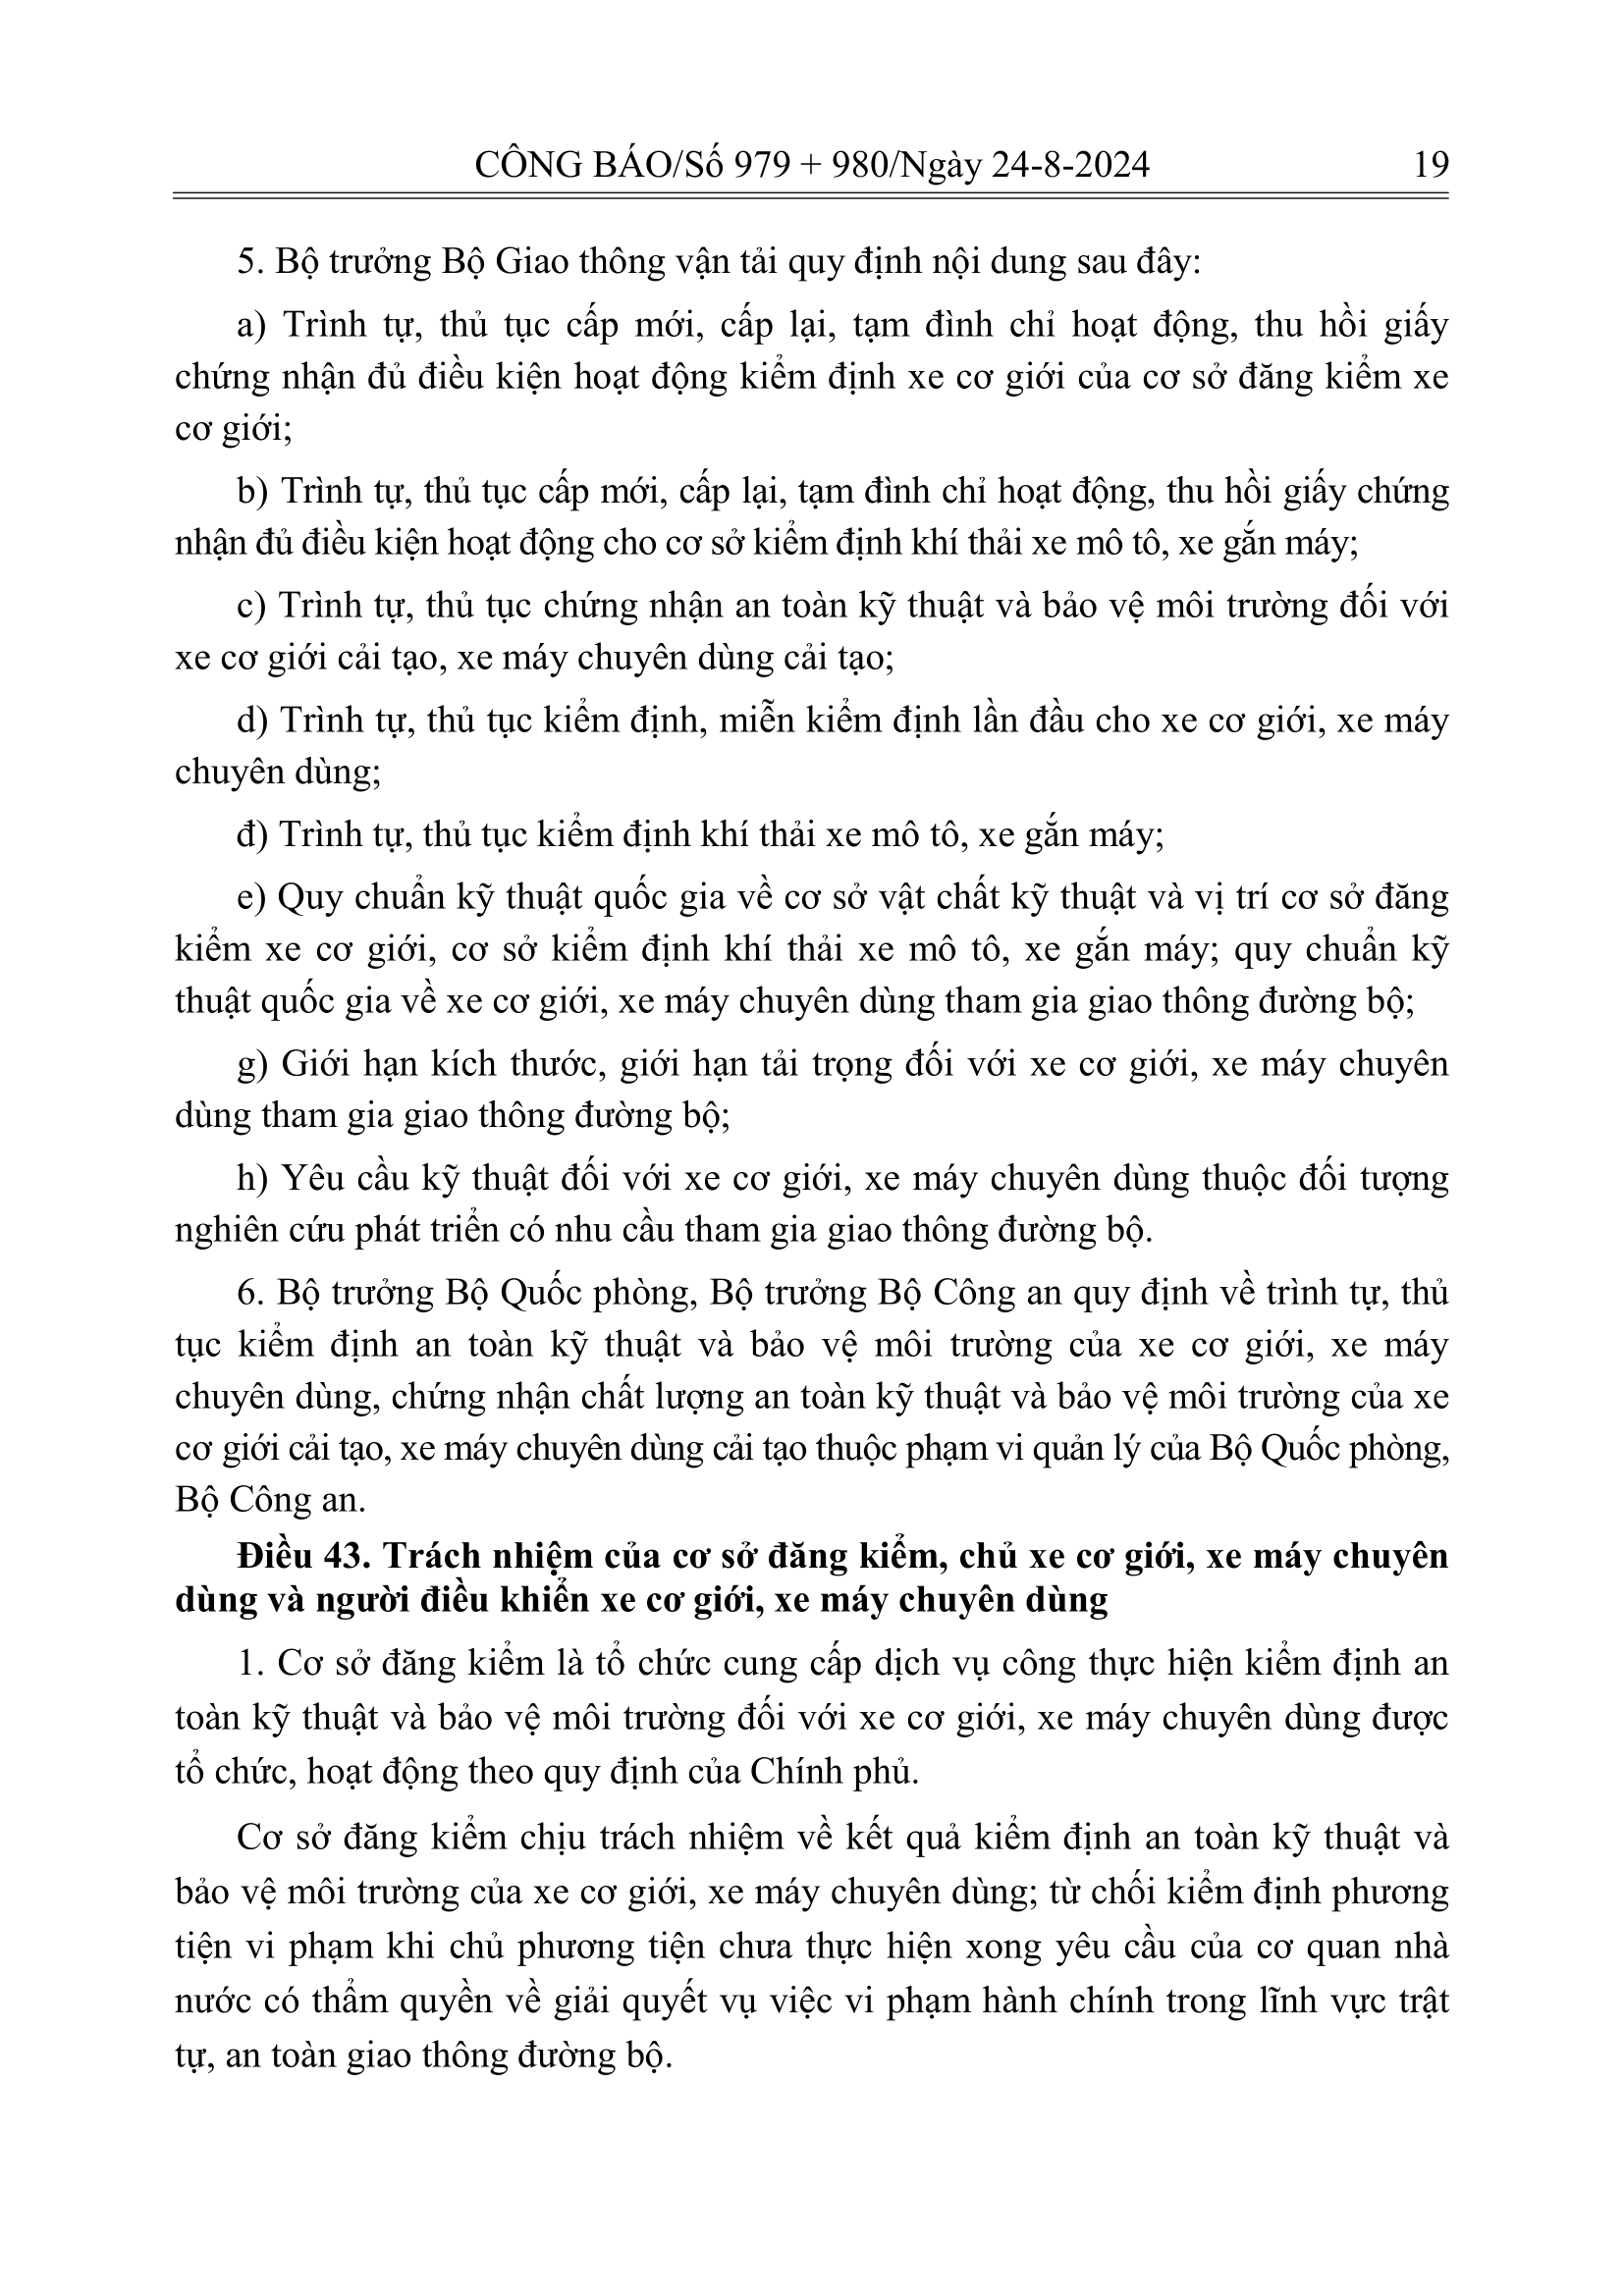 CÔNG BÁO/Số 979 + 980/Ngày 24-8-2024 19
5. Bộ trưởng Bộ Giao thông vận tải quy định nội dung sau đây:
a) Trình tự, thủ tục cấp mới, cấp lại, tạm đình chỉ hoạt động, thu hồi giấy
chứng nhận đủ điều kiện hoạt động kiểm định xe cơ giới của cơ sở đăng kiểm xe
cơ giới;
b) Trình tự, thủ tục cấp mới, cấp lại, tạm đình chỉ hoạt động, thu hồi giấy chứng
nhận đủ điều kiện hoạt động cho cơ sở kiểm định khí thải xe mô tô, xe gắn máy;
c) Trình tự, thủ tục chứng nhận an toàn kỹ thuật và bảo vệ môi trường đối với
xe cơ giới cải tạo, xe máy chuyên dùng cải tạo;
d) Trình tự, thủ tục kiểm định, miễn kiểm định lần đầu cho xe cơ giới, xe máy
chuyên dùng;
đ) Trình tự, thủ tục kiểm định khí thải xe mô tô, xe gắn máy;
e) Quy chuẩn kỹ thuật quốc gia về cơ sở vật chất kỹ thuật và vị trí cơ sở đăng
kiểm xe cơ giới, cơ sở kiểm định khí thải xe mô tô, xe gắn máy; quy chuẩn kỹ
thuật quốc gia về xe cơ giới, xe máy chuyên dùng tham gia giao thông đường bộ;
g) Giới hạn kích thước, giới hạn tải trọng đối với xe cơ giới, xe máy chuyên
dùng tham gia giao thông đường bộ;
h) Yêu cầu kỹ thuật đối với xe cơ giới, xe máy chuyên dùng thuộc đối tượng
nghiên cứu phát triển có nhu cầu tham gia giao thông đường bộ.
6. Bộ trưởng Bộ Quốc phòng, Bộ trưởng Bộ Công an quy định về trình tự, thủ
tục kiểm định an toàn kỹ thuật và bảo vệ môi trường của xe cơ giới, xe máy
chuyên dùng, chứng nhận chất lượng an toàn kỹ thuật và bảo vệ môi trường của xe
cơ giới cải tạo, xe máy chuyên dùng cải tạo thuộc phạm vi quản lý của Bộ Quốc phòng,
Bộ Công an.
Điều 43. Trách nhiệm của cơ sở đăng kiểm, chủ xe cơ giới, xe máy chuyên
dùng và người điều khiển xe cơ giới, xe máy chuyên dùng
1. Cơ sở đăng kiểm là tổ chức cung cấp dịch vụ công thực hiện kiểm định an
toàn kỹ thuật và bảo vệ môi trường đối với xe cơ giới, xe máy chuyên dùng được
tổ chức, hoạt động theo quy định của Chính phủ.
Cơ sở đăng kiểm chịu trách nhiệm về kết quả kiểm định an toàn kỹ thuật và
bảo vệ môi trường của xe cơ giới, xe máy chuyên dùng; từ chối kiểm định phương
tiện vi phạm khi chủ phương tiện chưa thực hiện xong yêu cầu của cơ quan nhà
nước có thẩm quyền về giải quyết vụ việc vi phạm hành chính trong lĩnh vực trật
tự, an toàn giao thông đường bộ.